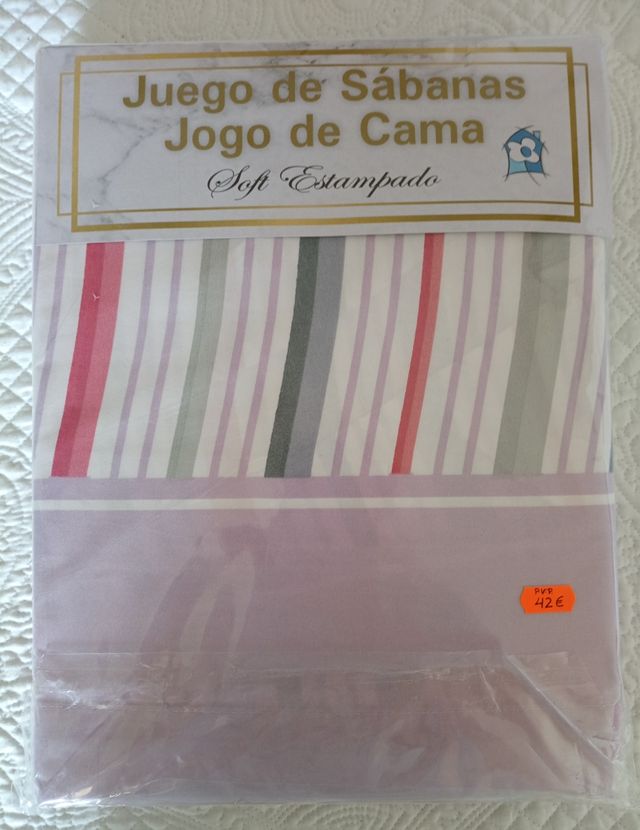 Juego de Sábanas
Jogo de Cama
Soft Estampado
PVP
42€